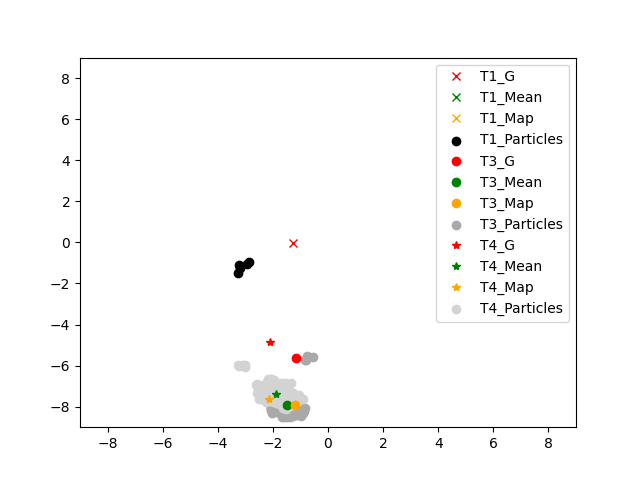 8
6
4
2
0
−2
−4
−6
−8
−8 −6 −4 −2 0 2 4 6 8
T1_G
T1_Mean
T1_Map
T1_Particles
T3_G
T3_Mean
T3_Map
T3_Particles
T4_G
T4_Mean
T4_Map
T4_Particles